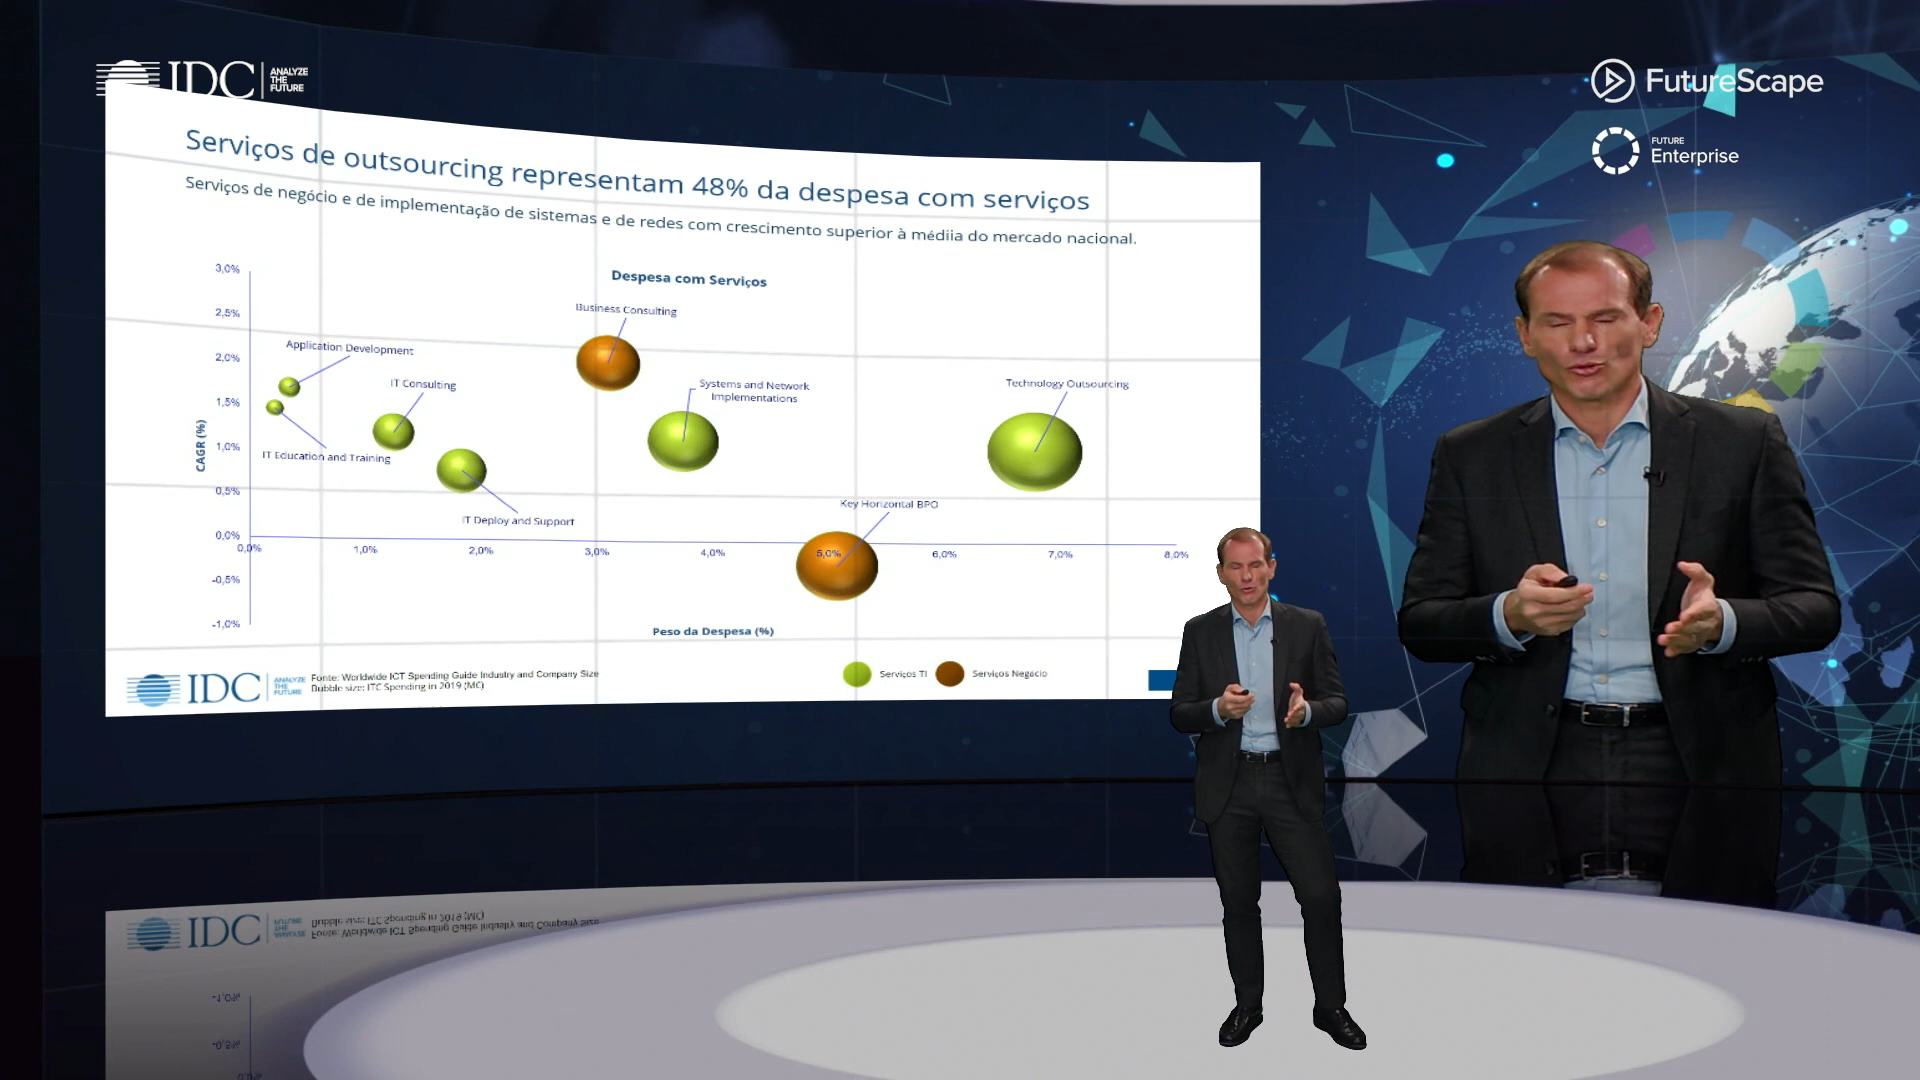 IDC
ANALYZE
THE
FUTURE
FutureScape
FUTURE
Enterprise
Serviços de outsourcing representam 48% da despesa com serviços
Serviços de negócio e de implementação de sistemas e de redes com crescimento superior à médiia do mercado nacional.
Despesa com Serviços
3,0%
2,5%
2,0%
1,5%
1,0%
0,5%
0,0%
-0,5%
-1,0%
CAGR (%)
Business Consulting
Application Development
IT Consulting
Systems and Network
Implementations
Technology Outsourcing
IT Education and Training
IT Deploy and Support
Key Horizontal BPO
0,0%
1,0%
2,0%
3,0%
4,0%
5,0%
6,0%
7,0%
8,0%
Peso da Despesa (%)
IDC
ANALYZE
THE
FUTURE
Fonte: Worldwide ICT Spending Guide Industry and Company Size
Bubble size: ITC Spending in 2019 (M€)
Serviços TI
Serviços Negócio